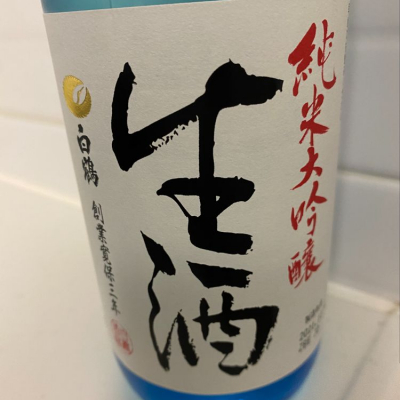 純米大吟醸
生酒
白鶴
創業寛保三年